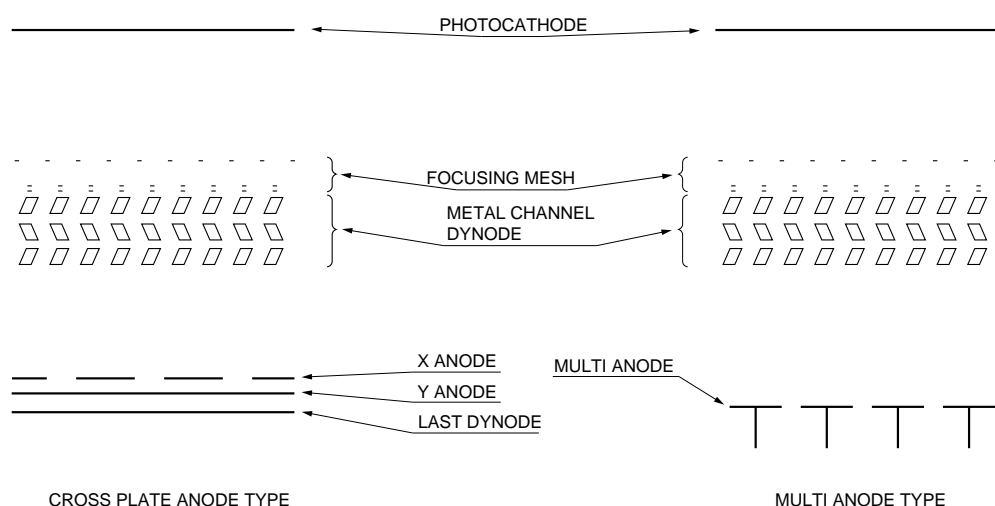 PHOTOCATHODE
FOCUSING MESH
METAL CHANNEL
DYNODE
X ANODE
Y ANODE
LAST DYNODE
MULTI ANODE
CROSS PLATE ANODE TYPE
MULTI ANODE TYPE